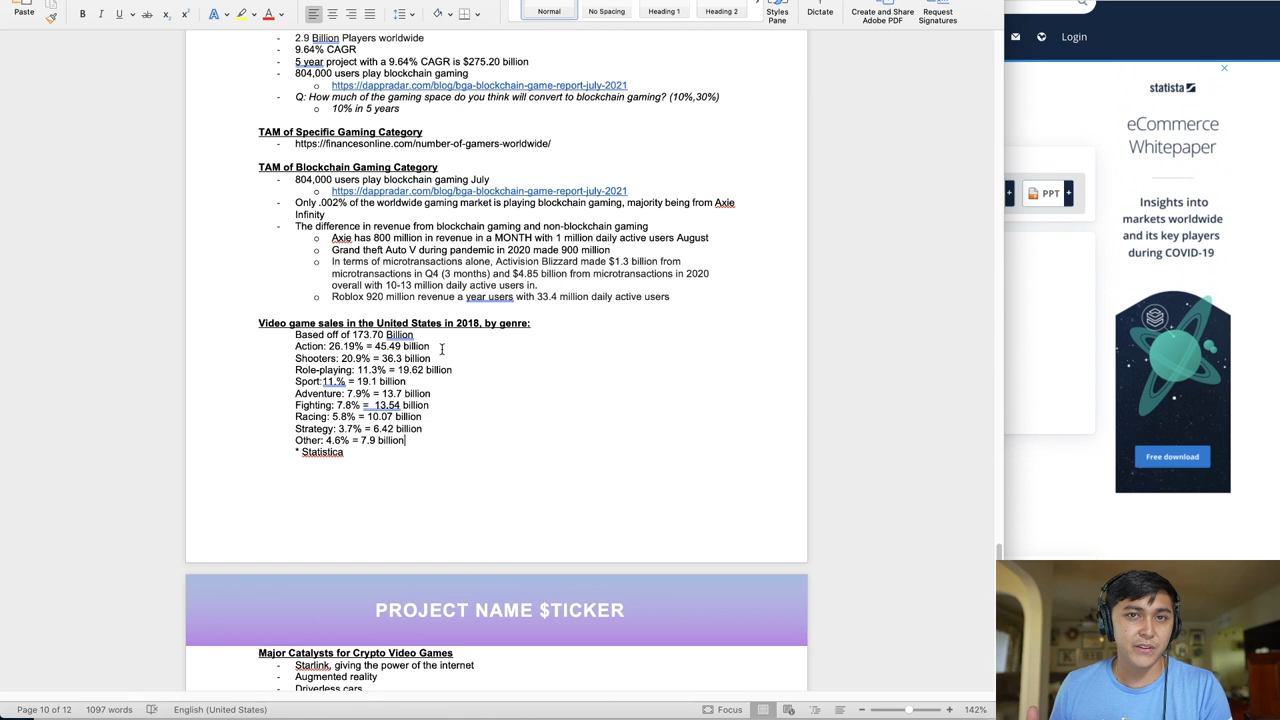 Paste
B I U ab x₂ x² A A
Normal
No Spacing
Heading 1
Heading 2
Styles
Pane
Dictate
Create and Share
Adobe PDF
Request
Signatures
- 2.9 Billion Players worldwide
- 9.64% CAGR
- 5 year project with a 9.64% CAGR is $275.20 billion
- 804,000 users play blockchain gaming
o https://dappradar.com/blog/bga-blockchain-game-report-july-2021
- Q: How much of the gaming space do you think will convert to blockchain gaming? (10%,30%)
o 10% in 5 years
TAM of Specific Gaming Category
- https://financesonline.com/number-of-gamers-worldwide/
TAM of Blockchain Gaming Category
- 804,000 users play blockchain gaming July
o https://dappradar.com/blog/bga-blockchain-game-report-july-2021
- Only .002% of the worldwide gaming market is playing blockchain gaming, majority being from Axie
Infinity
- The difference in revenue from blockchain gaming and non-blockchain gaming
o Axie has 800 million in revenue in a MONTH with 1 million daily active users August
o Grand theft Auto V during pandemic in 2020 made 900 million
o In terms of microtransactions alone, Activision Blizzard made $1.3 billion from
microtransactions in Q4 (3 months) and $4.85 billion from microtransactions in 2020
overall with 10-13 million daily active users in.
o Roblox 920 million revenue a year users with 33.4 million daily active users
Video game sales in the United States in 2018, by genre:
Based off of 173.70 Billion
Action: 26.19% = 45.49 billion
Shooters: 20.9% = 36.3 billion
Role-playing: 11.3% = 19.62 billion
Sport:11.% = 19.1 billion
Adventure: 7.9% = 13.7 billion
Fighting: 7.8% = 13.54 billion
Racing: 5.8% = 10.07 billion
Strategy: 3.7% = 6.42 billion
Other: 4.6% = 7.9 billion
* Statistica
PROJECT NAME $TICKER
Major Catalysts for Crypto Video Games
- Starlink, giving the power of the internet
- Augmented reality
- Driverless cars
Page 10 of 12
1097 words
English (United States)
Focus
142%
Login
statista
eCommerce
Whitepaper
Insights into
markets worldwide
and its key players
during COVID-19
Free download
+ PPT +